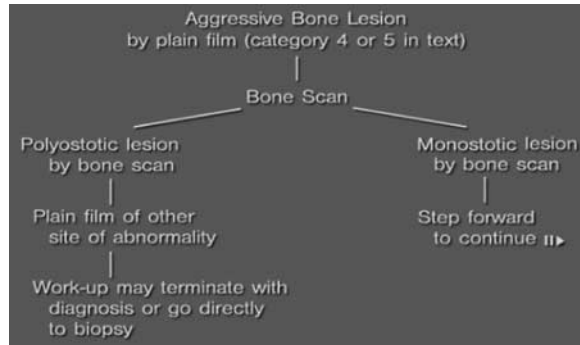 Aggressive Bone Lesion
by plain film (category 4 or 5 in text)
Bone Scan
Polyostotic lesion
by bone scan
Plain film of other
site of abnormality
Work-up may terminate with
diagnosis or go directly
to biopsy
Monostotic lesion
by bone scan
Step forward
to continue